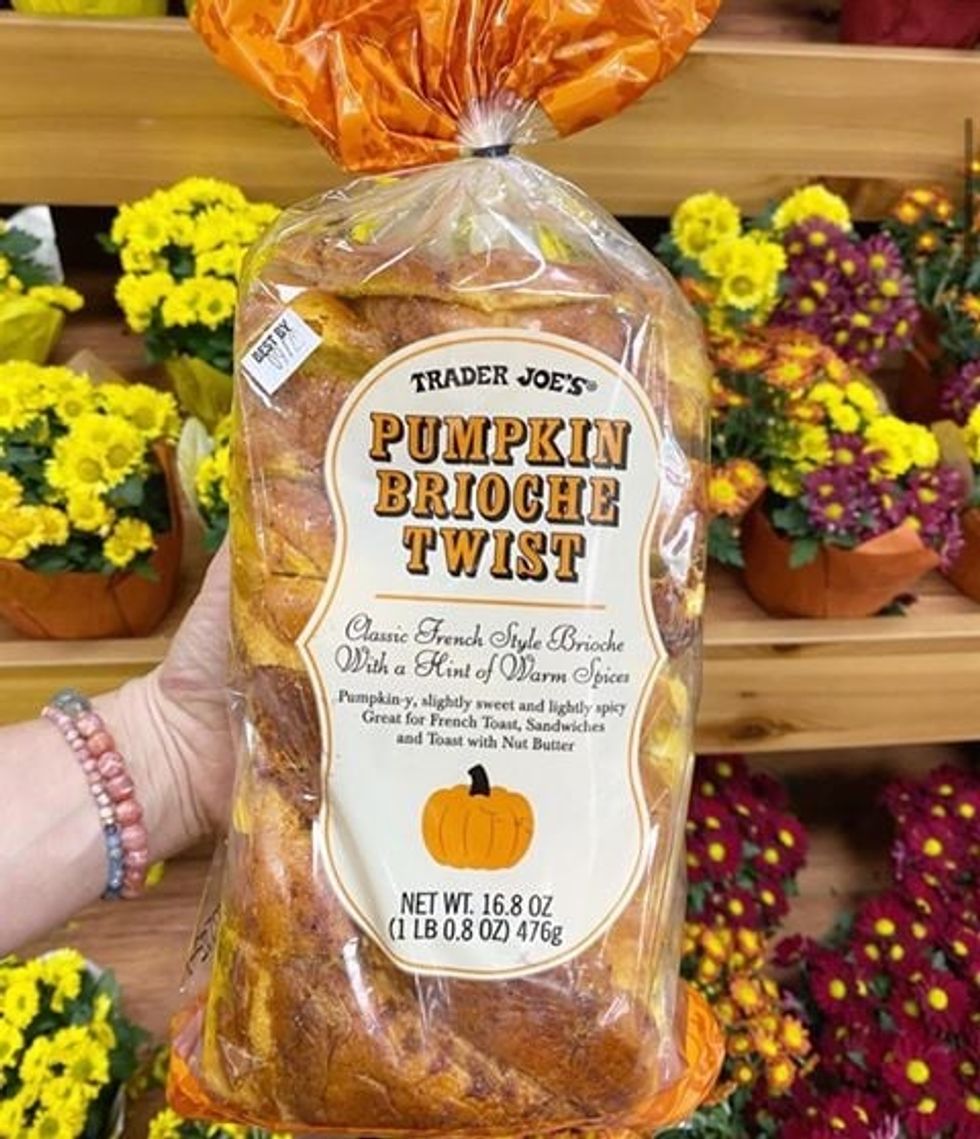 BEST BY
TRADER JOE'S®
PUMPKIN
BRIOCHE
TWIST
Classic French Style Brioche
With a Hint of Warm Spices
Pumpkin-y, slightly sweet and lightly spicy
Great for French Toast, Sandwiches
and Toast with Nut Butter
NET WT. 16.8 OZ
(1 LB 0.8 OZ) 476g